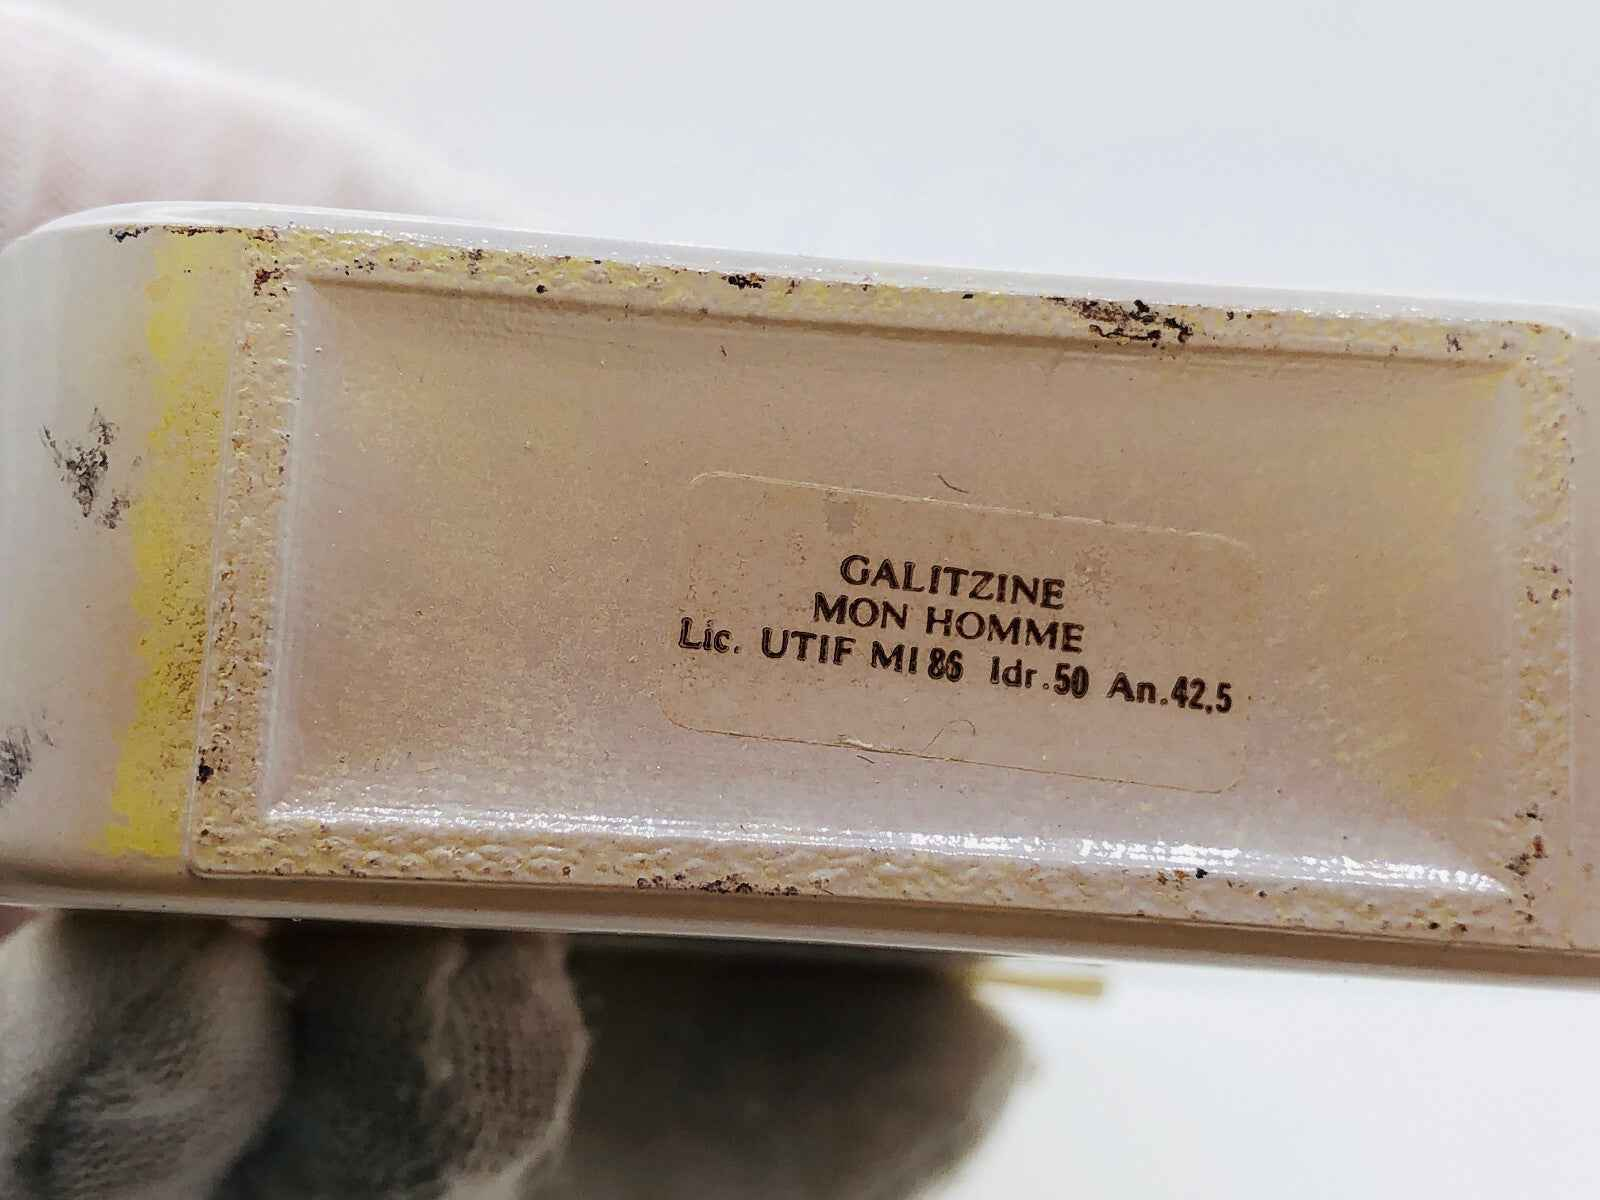 GALITZINE
MON HOMME
Lic. UTIF MI 86 Idr.50 An.42,5